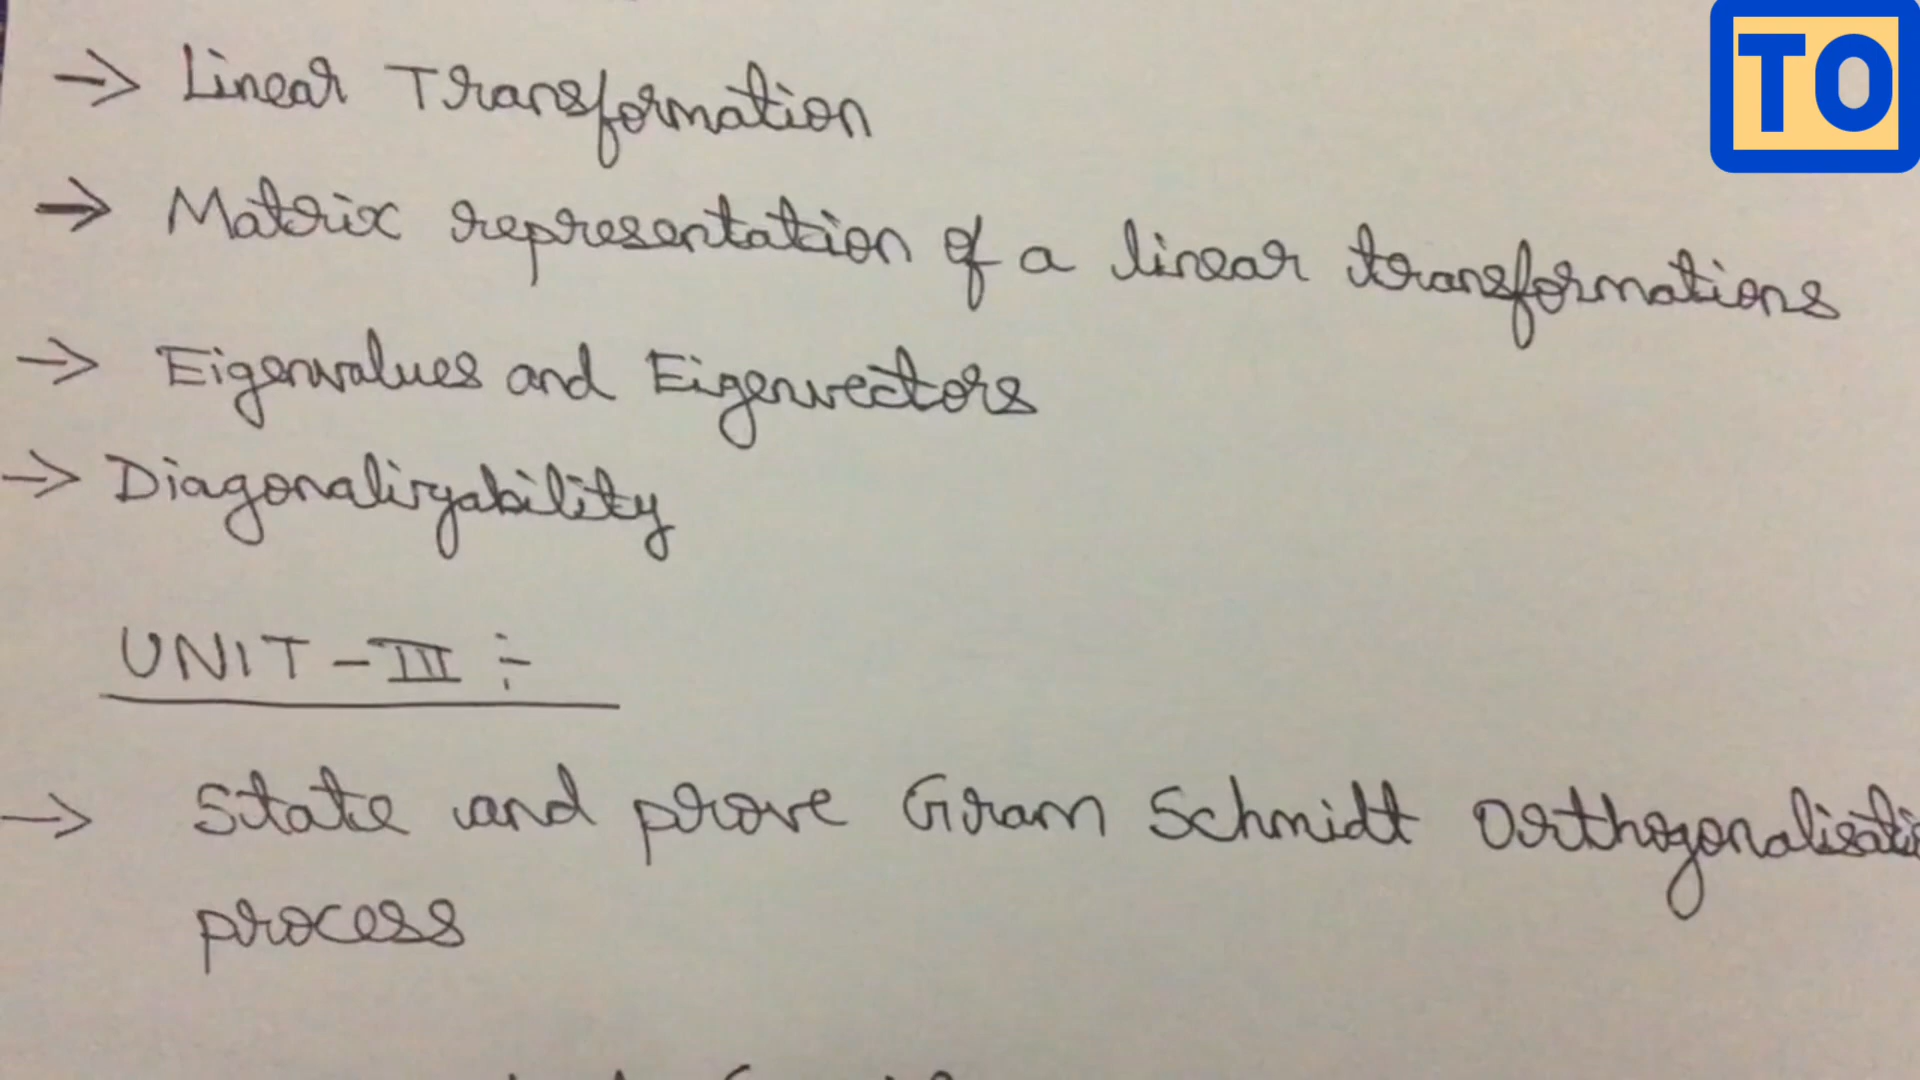 TO
→ Linear Transformation
→ Matrix representation of a linear transformations
→ Eigenvalues and Eigenvectors
→ Diagonalizability
UNIT-III :-
→ State and prove Gram Schmidt Orthogonalisati
process